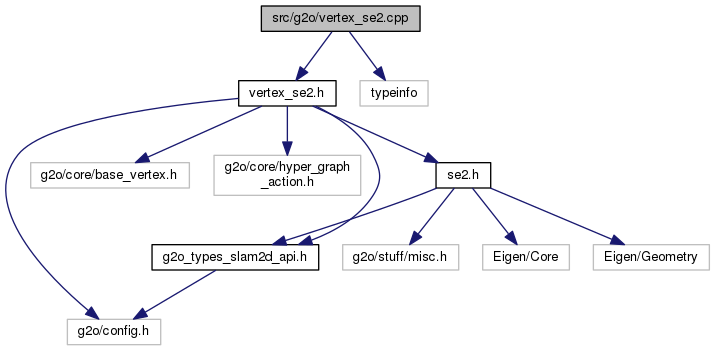 src/g2o/vertex_se2.cpp
vertex_se2.h
typeinfo
g2o/core/base_vertex.h
g2o/core/hyper_graph
_action.h
se2.h
g2o_types_slam2d_api.h
g2o/stuff/misc.h
Eigen/Core
Eigen/Geometry
g2o/config.h